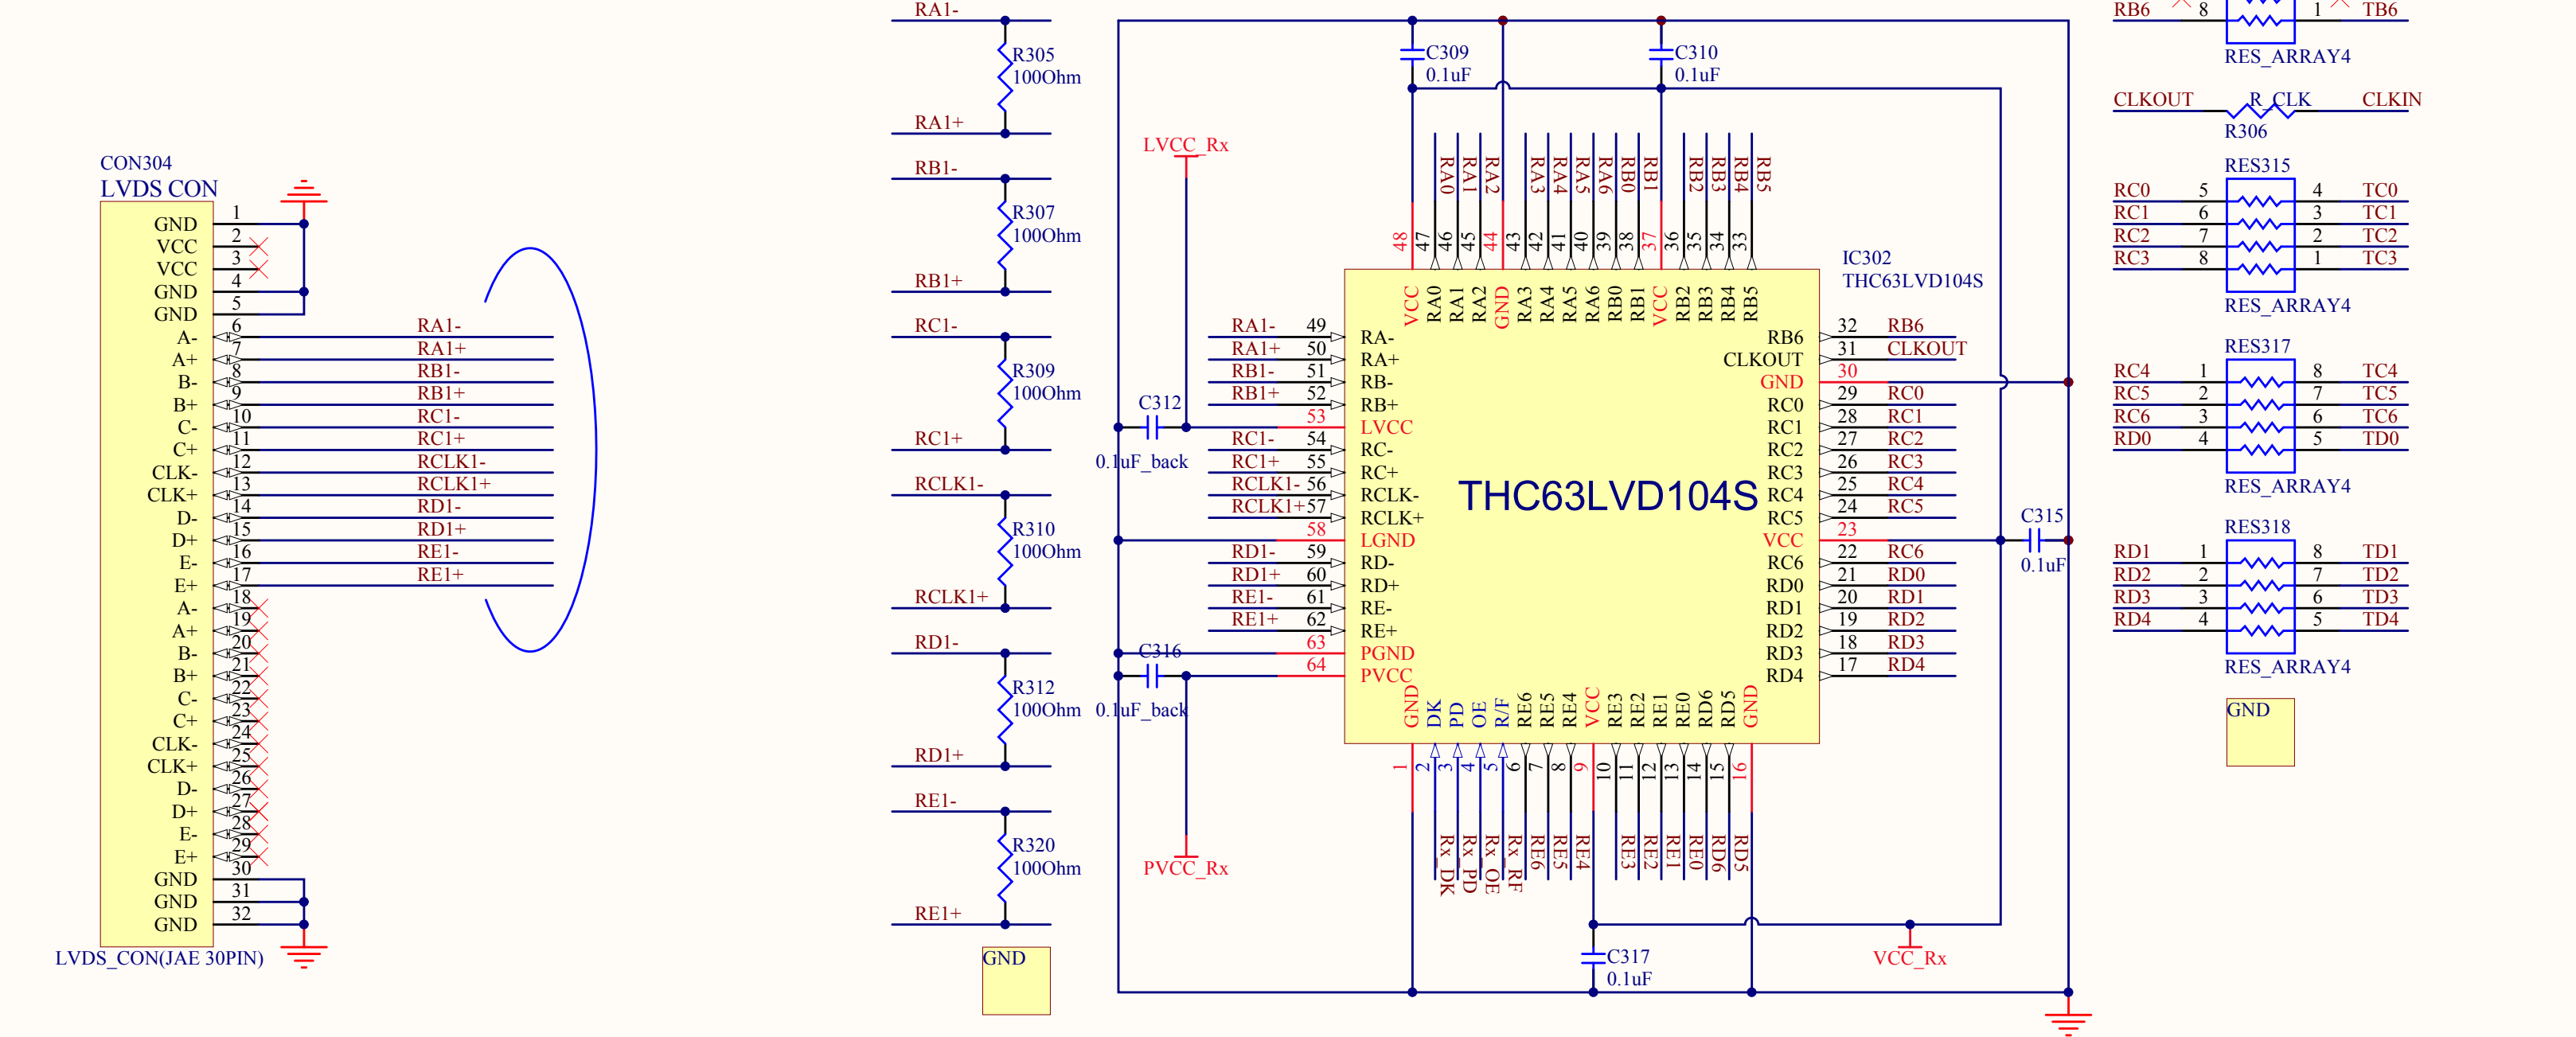 CON304
LVDS CON
GND 1
VCC 2
VCC 3
GND 4
GND 5
A- 6 RA1-
A+ 7 RA1+
B- 8 RB1-
B+ 9 RB1+
C- 10 RC1-
C+ 11 RC1+
CLK- 12 RCLK1-
CLK+ 13 RCLK1+
D- 14 RD1-
D+ 15 RD1+
E- 16 RE1-
E+ 17 RE1+
A- 18
A+ 19
B- 20
B+ 21
C- 22
C+ 23
CLK- 24
CLK+ 25
D- 26
D+ 27
E- 28
E+ 29
GND 30
GND 31
GND 32
LVDS_CON(JAE 30PIN)
RA1-
R305
100Ohm
RA1+
RB1-
R307
100Ohm
RB1+
RC1-
R309
100Ohm
RC1+
RCLK1-
R310
100Ohm
RCLK1+
RD1-
R312
100Ohm
RD1+
RE1-
R320
100Ohm
RE1+
GND
LVCC_Rx
C312
0.1uF_back
C316
0.1uF_back
PVCC_Rx
C309
0.1uF
C310
0.1uF
RA0 RA1 RA2 RA3 RA4 RA5 RA6 RB0 RB1 RB2 RB3 RB4 RB5
48 47 46 45 44 43 42 41 40 39 38 37 36 35 34 33
VCC RA0 RA1 RA2 GND RA3 RA4 RA5 RA6 RB0 RB1 VCC RB2 RB3 RB4 RB5
IC302
THC63LVD104S
RA1- 49 RA-
RA1+ 50 RA+
RB1- 51 RB-
RB1+ 52 RB+
53 LVCC
RC1- 54 RC-
RC1+ 55 RC+
RCLK1- 56 RCLK-
RCLK1+ 57 RCLK+
58 LGND
RD1- 59 RD-
RD1+ 60 RD+
RE1- 61 RE-
RE1+ 62 RE+
63 PGND
64 PVCC
THC63LVD104S
RB6 32 RB6
CLKOUT 31 CLKOUT
GND 30
RC0 29 RC0
RC1 28 RC1
RC2 27 RC2
RC3 26 RC3
RC4 25 RC4
RC5 24 RC5
VCC 23
RC6 22 RC6
RD0 21 RD0
RD1 20 RD1
RD2 19 RD2
RD3 18 RD3
RD4 17 RD4
GND DK PD OE R/F RE6 RE5 RE4 VCC RE3 RE2 RE1 RE0 RD6 RD5 GND
1 2 3 4 5 6 7 8 9 10 11 12 13 14 15 16
Rx_DK Rx_PD Rx_OE Rx_RF RE6 RE5 RE4 RE3 RE2 RE1 RE0 RD6 RD5
C315
0.1uF
C317
0.1uF
VCC_Rx
RB6 8 1 TB6
RES_ARRAY4
CLKOUT R_CLK CLKIN
R306
RES315
RC0 5 4 TC0
RC1 6 3 TC1
RC2 7 2 TC2
RC3 8 1 TC3
RES_ARRAY4
RES317
RC4 1 8 TC4
RC5 2 7 TC5
RC6 3 6 TC6
RD0 4 5 TD0
RES_ARRAY4
RES318
RD1 1 8 TD1
RD2 2 7 TD2
RD3 3 6 TD3
RD4 4 5 TD4
RES_ARRAY4
GND